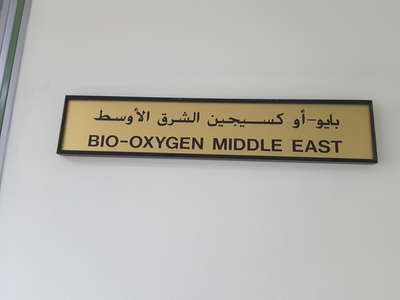 بايو-أو كسيجين الشرق الأوسط
BIO-OXYGEN MIDDLE EAST